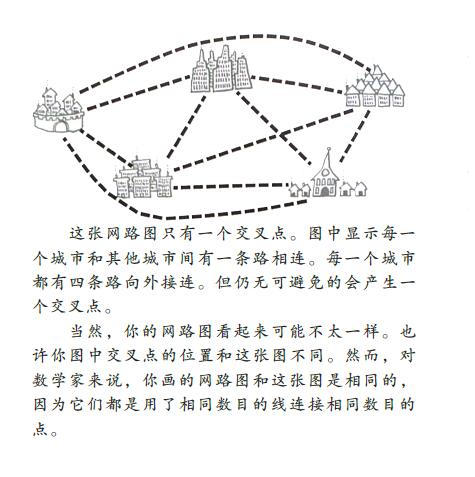 这张网路图只有一个交叉点。图中显示每一
个城市和其他城市间有一条路相连。每一个城市
都有四条路向外接连。但仍无可避免的会产生一
个交叉点。
当然，你的网路图看起来可能不太一样。也
许你图中交叉点的位置和这张图不同。然而，对
数学家来说，你画的网路图和这张图是相同的，
因为它们都是用了相同数目的线连接相同数目的
点。